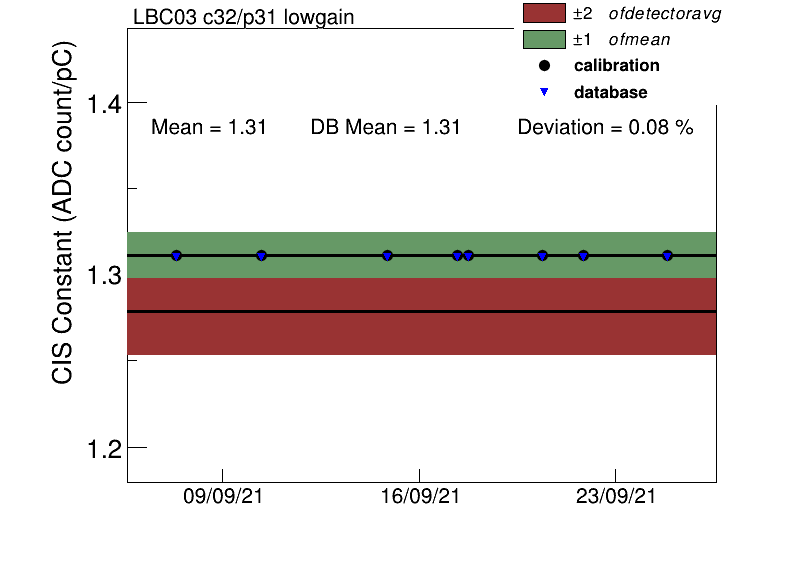 LBC03 c32/p31 lowgain
±2 ofdetectoravg
±1 ofmean
calibration
database
Mean = 1.31 DB Mean = 1.31 Deviation = 0.08 %
CIS Constant (ADC count/pC)
1.4
1.3
1.2
09/09/21 16/09/21 23/09/21